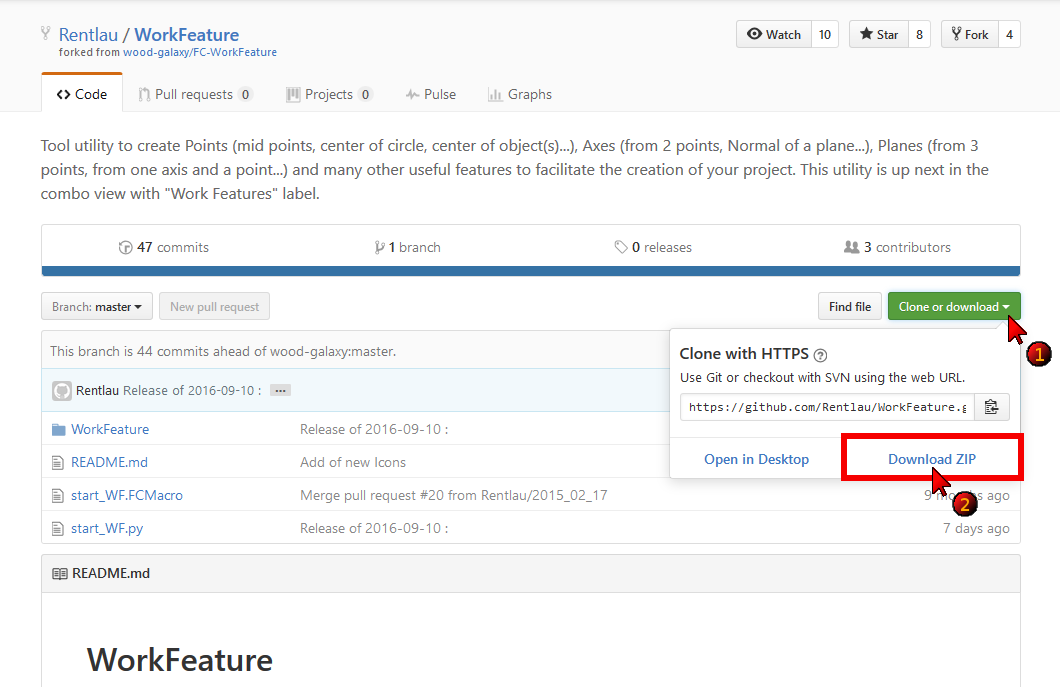 Rentlau / WorkFeature
forked from wood-galaxy/FC-WorkFeature
Watch 10
Star 8
Fork 4
Code
Pull requests 0
Projects 0
Pulse
Graphs
Tool utility to create Points (mid points, center of circle, center of object(s)...), Axes (from 2 points, Normal of a plane...), Planes (from 3
points, from one axis and a point...) and many other useful features to facilitate the creation of your project. This utility is up next in the
combo view with "Work Features" label.
47 commits
1 branch
0 releases
3 contributors
Branch: master
New pull request
Find file
Clone or download
1
This branch is 44 commits ahead of wood-galaxy:master.
Clone with HTTPS ?
Use Git or checkout with SVN using the web URL.
https://github.com/Rentlau/WorkFeature.g
Open in Desktop
Download ZIP
2
Rentlau Release of 2016-09-10 : ...
WorkFeature Release of 2016-09-10 :
README.md Add of new Icons
start_WF.FCMacro Merge pull request #20 from Rentlau/2015_02_17 9 ago
start_WF.py Release of 2016-09-10 : 7 days ago
README.md
WorkFeature